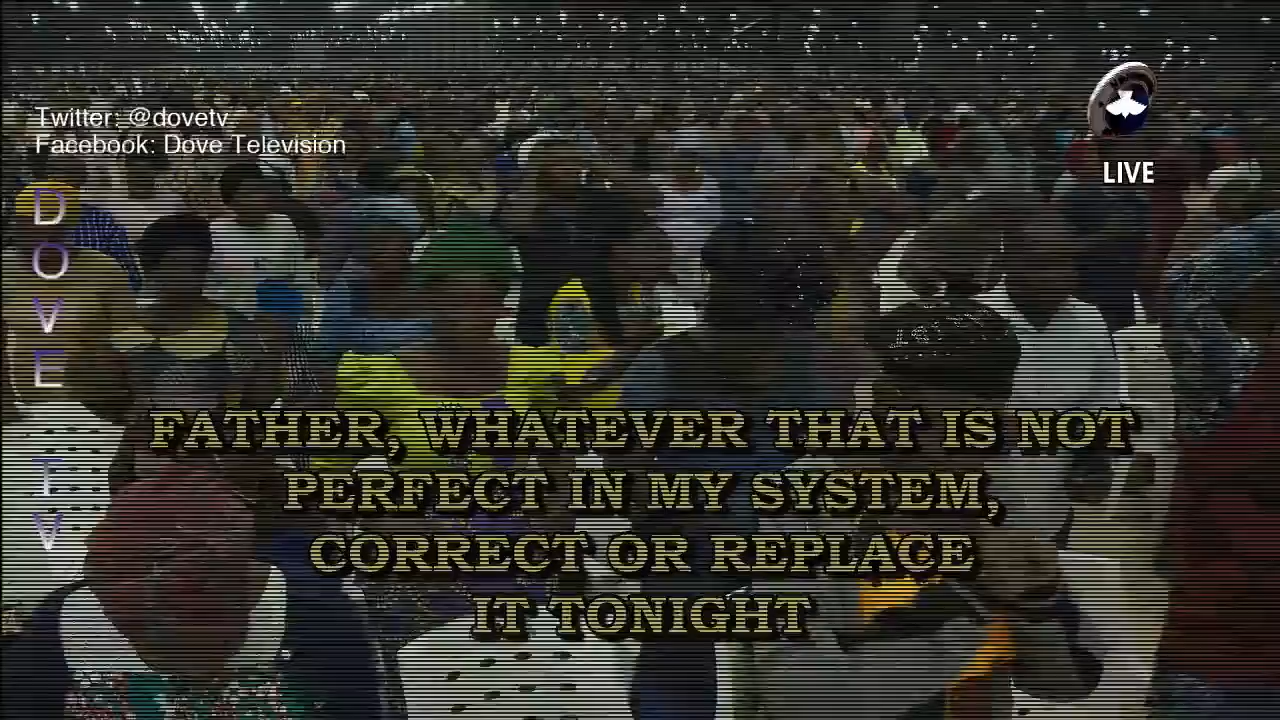 Twitter: @dovetv
Facebook: Dove Television
LIVE
DOVE
TV
FATHER, WHATEVER THAT IS NOT
PERFECT IN MY SYSTEM,
CORRECT OR REPLACE
IT TONIGHT